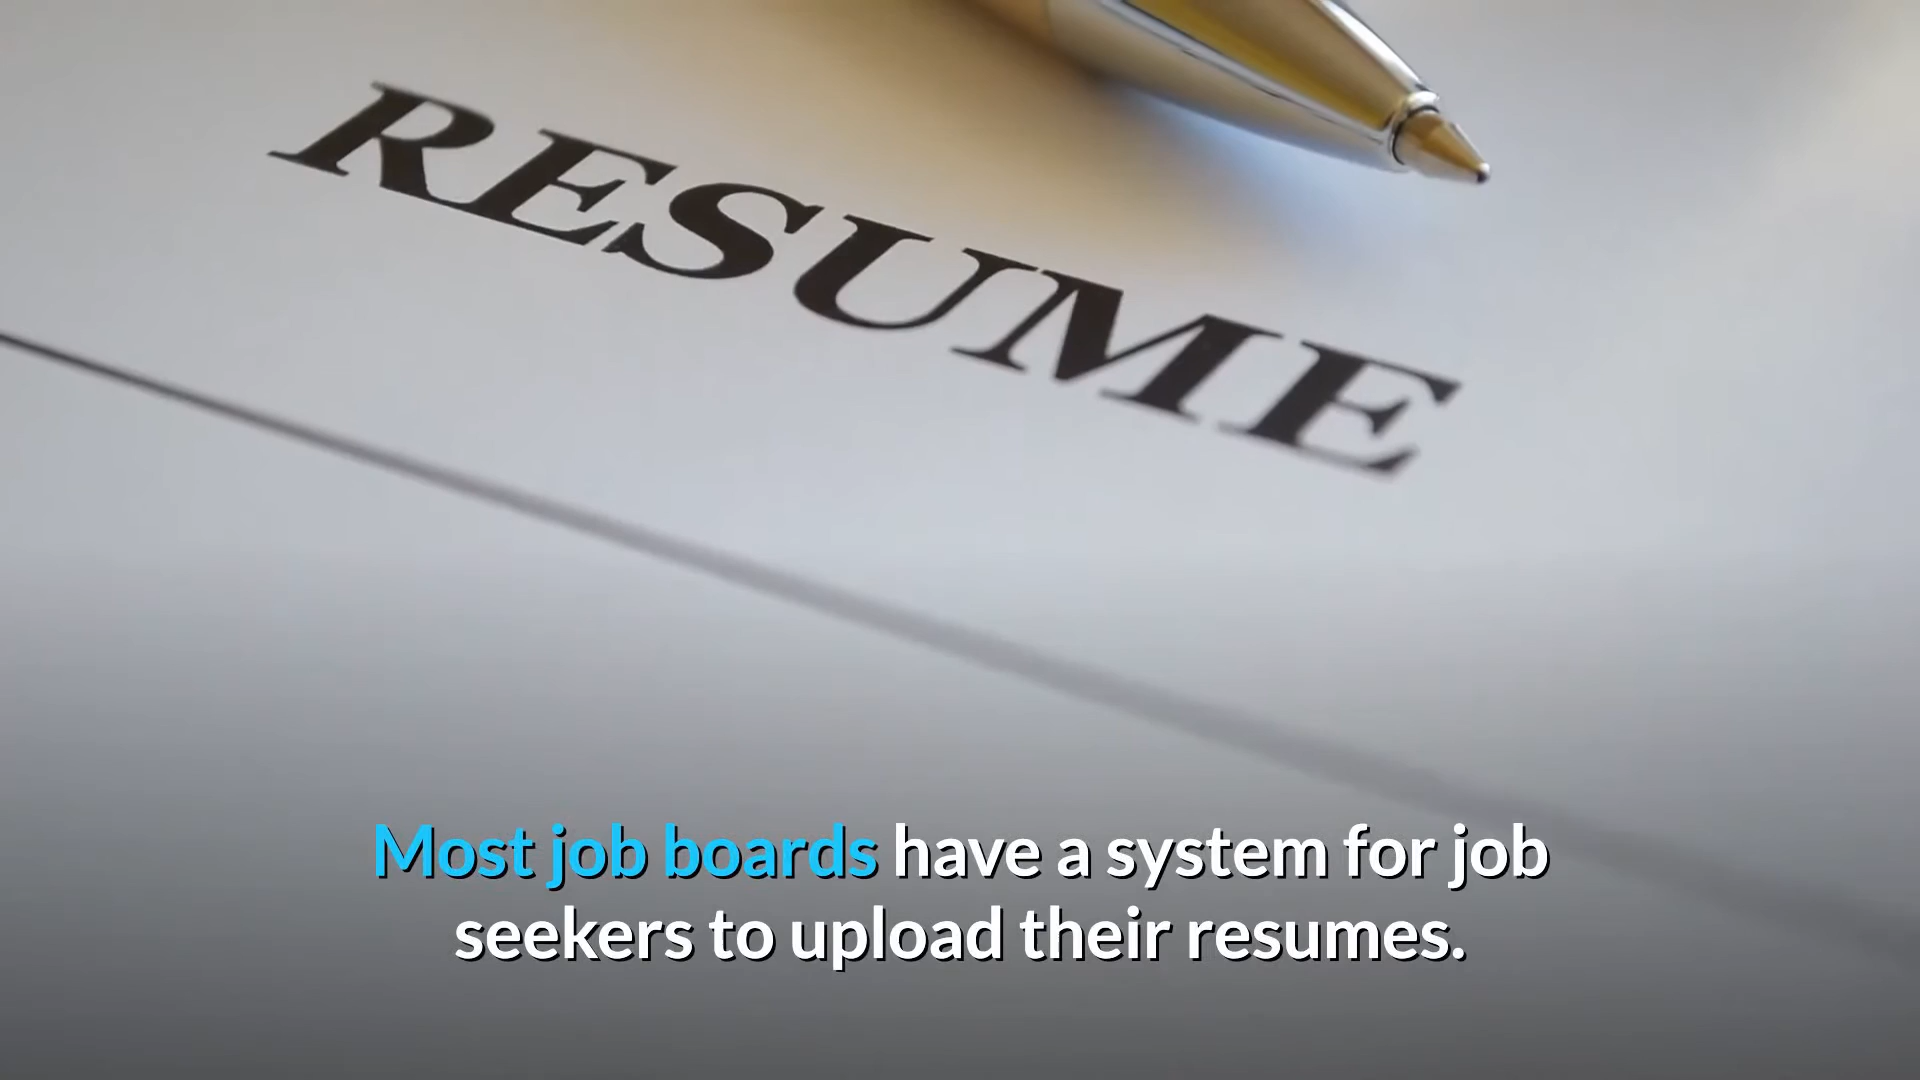 RESUME
Most job boards have a system for job
seekers to upload their resumes.